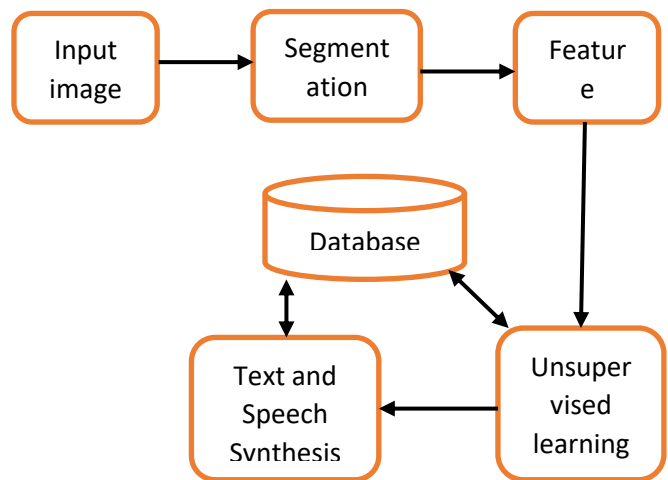 Input
image
Segment
ation
Featur
e
Database
Text and
Speech
Synthesis
Unsuper
vised
learning